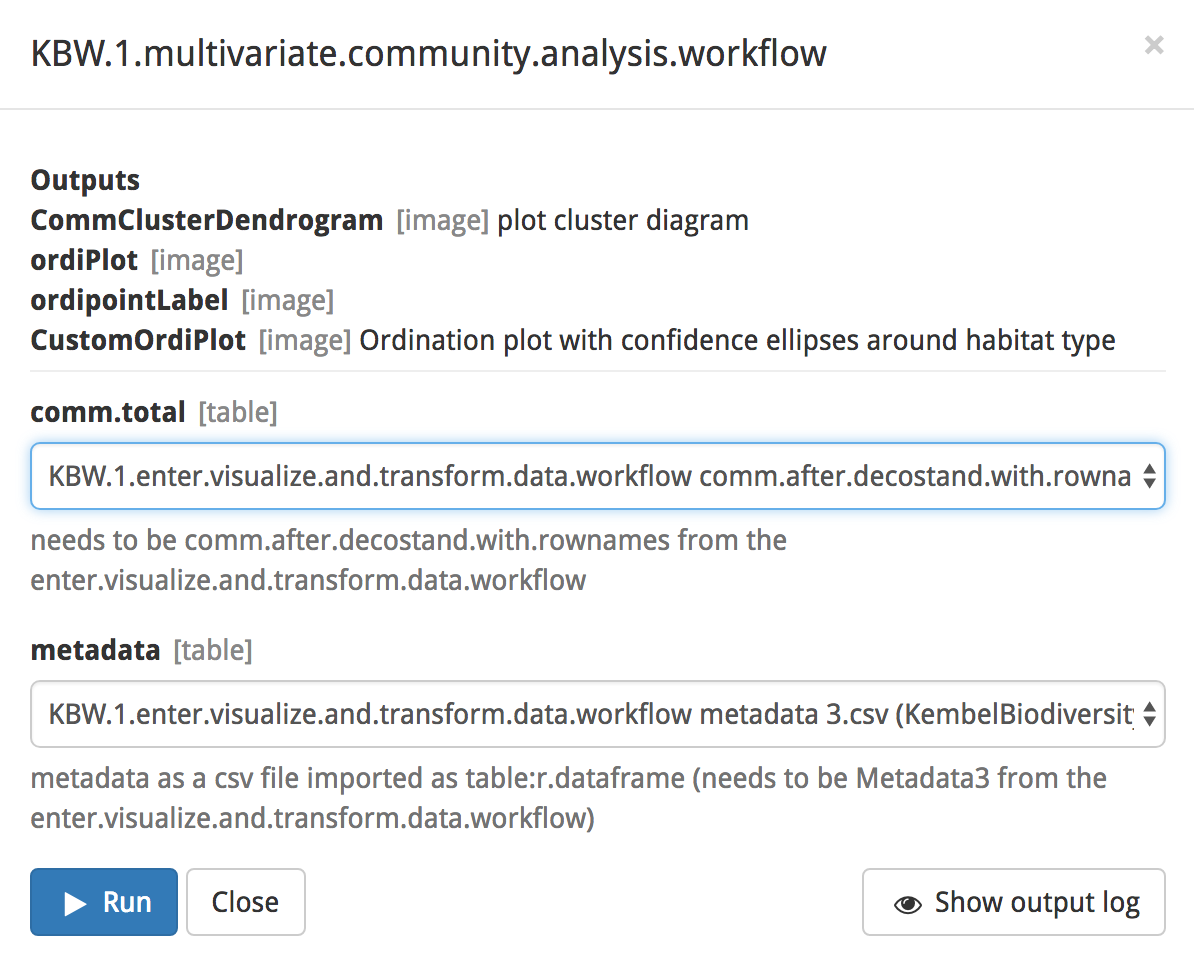 KBW.1.multivariate.community.analysis.workflow
×
Outputs
CommClusterDendrogram [image] plot cluster diagram
ordiPlot [image]
ordipointLabel [image]
CustomOrdiPlot [image] Ordination plot with confidence ellipses around habitat type
comm.total [table]
KBW.1.enter.visualize.and.transform.data.workflow comm.after.decostand.with.rowna
needs to be comm.after.decostand.with.rownames from the
enter.visualize.and.transform.data.workflow
metadata [table]
KBW.1.enter.visualize.and.transform.data.workflow metadata 3.csv (KembelBiodiversity
metadata as a csv file imported as table:r.dataframe (needs to be Metadata3 from the
enter.visualize.and.transform.data.workflow)
Run Close Show output log